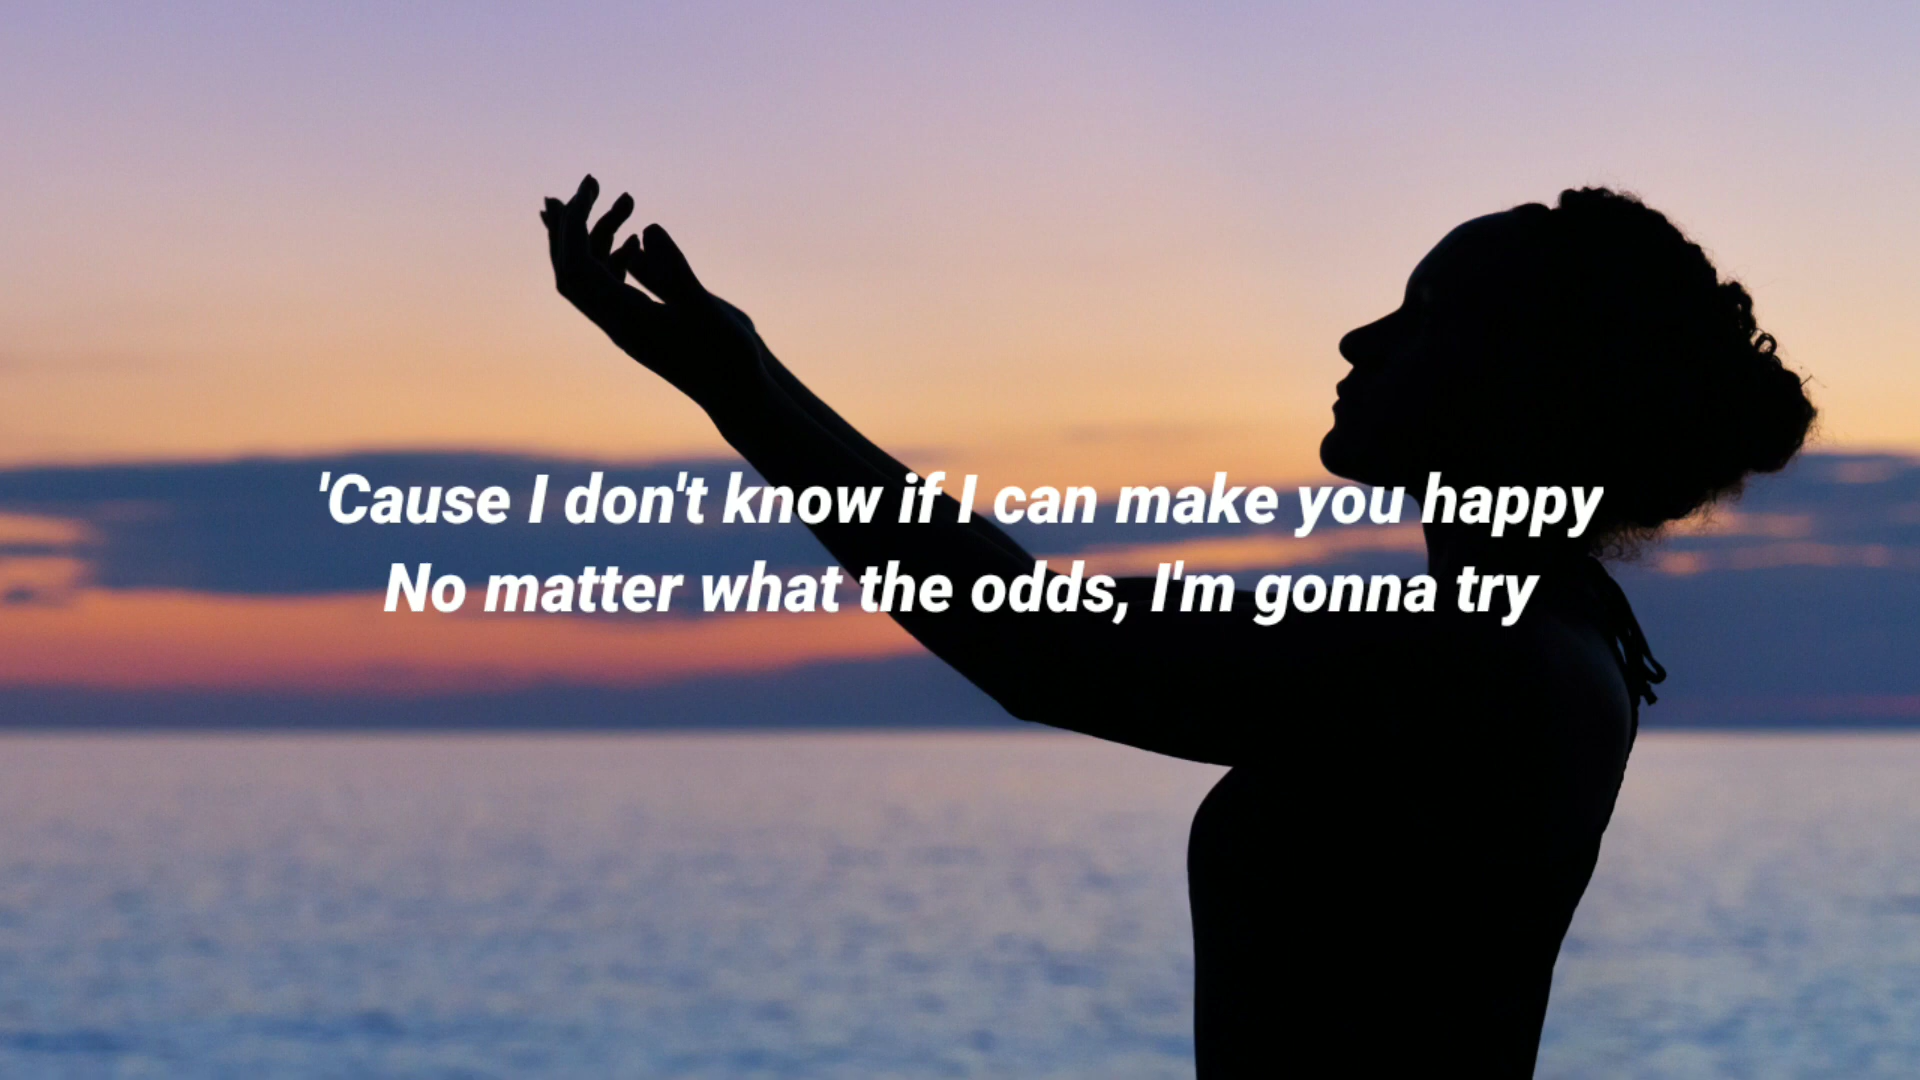 'Cause I don't know if I can make you happy
No matter what the odds, I'm gonna try